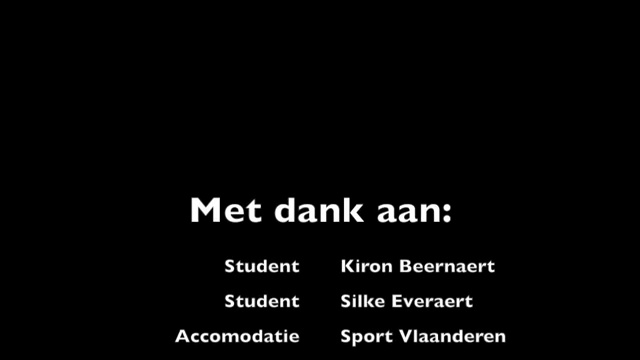 Met dank aan:
Student Kiron Beernaert
Student Silke Everaert
Accomodatie Sport Vlaanderen